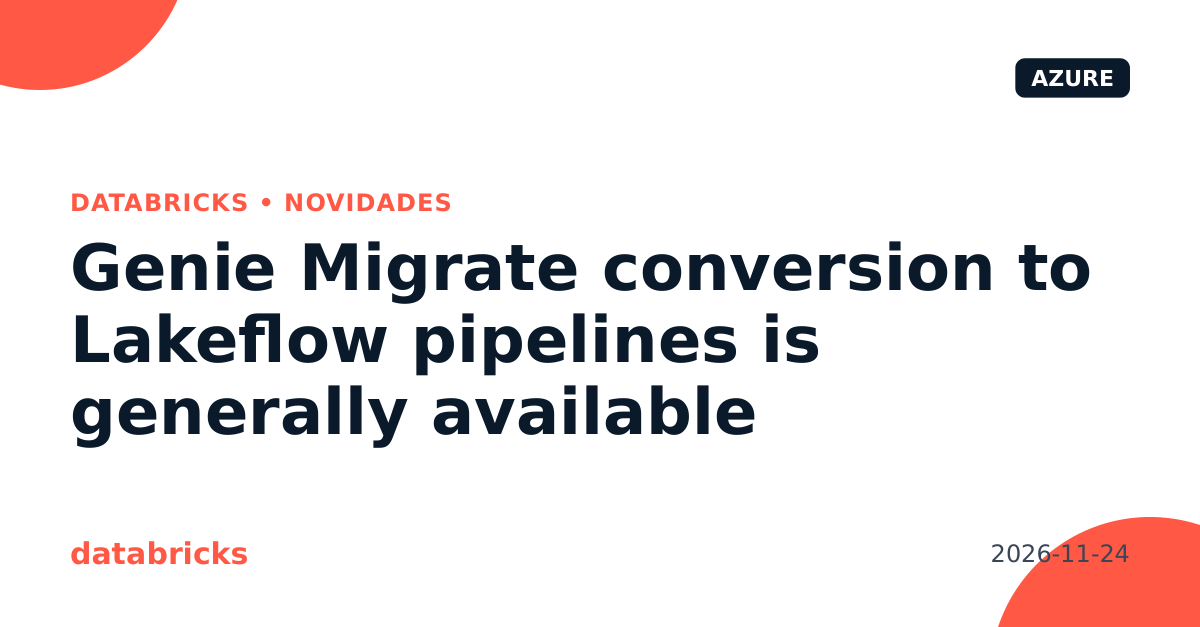 AZURE
DATABRICKS • NOVIDADES
Genie Migrate conversion to
Lakeflow pipelines is
generally available
databricks
2026-11-24